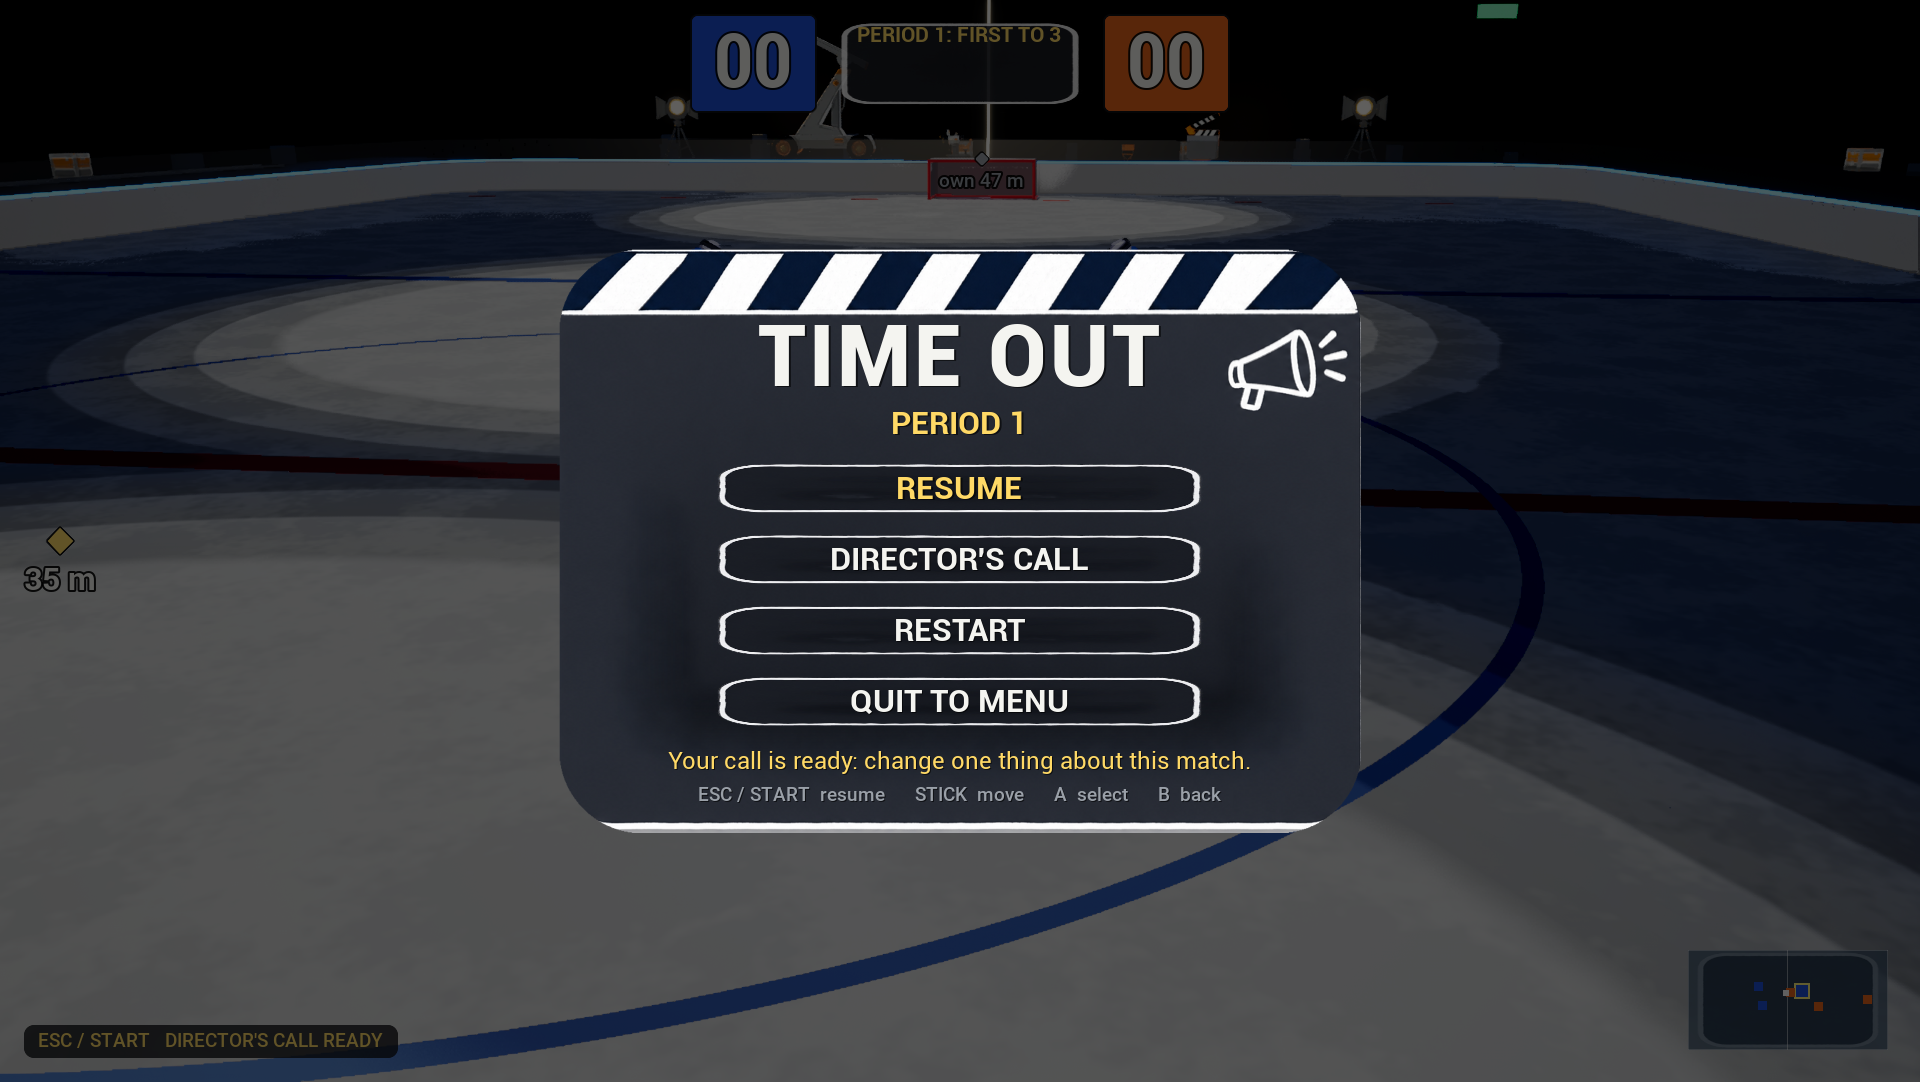 00
PERIOD 1: FIRST TO 3
00
own 47 m
TIME OUT
PERIOD 1
RESUME
35 m
DIRECTOR'S CALL
RESTART
QUIT TO MENU
Your call is ready: change one thing about this match.
ESC / START resume STICK move A select B back
ESC / START DIRECTOR'S CALL READY